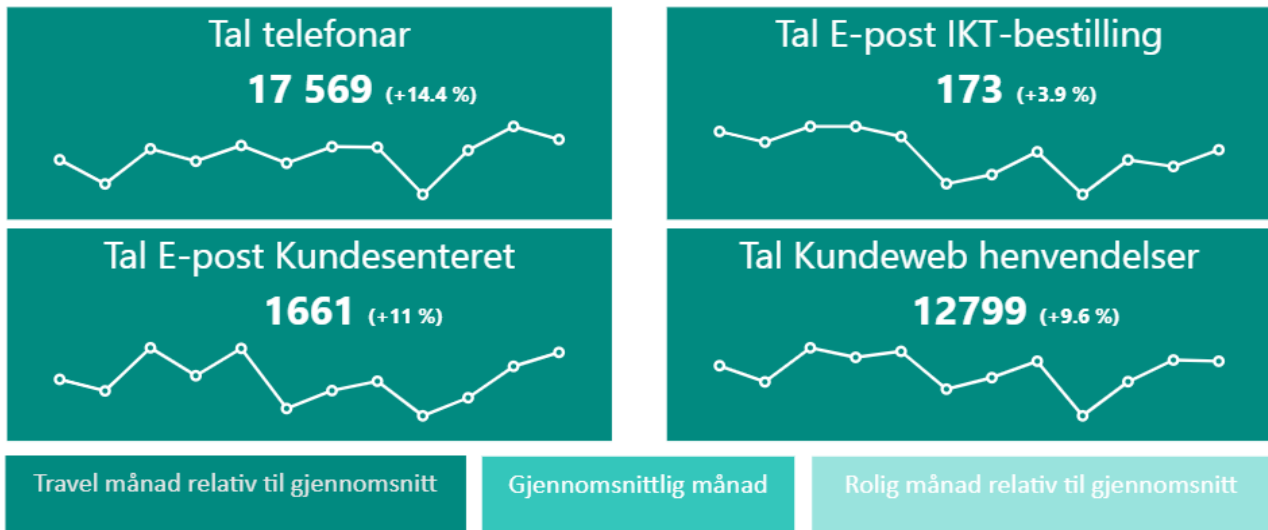 Tal telefonar
17 569 (+14.4 %)
Tal E-post IKT-bestilling
173 (+3.9 %)
Tal E-post Kundesenteret
1661 (+11 %)
Tal Kundeweb henvendelser
12799 (+9.6 %)
Travel månad relativ til gjennomsnitt
Gjennomsnittlig månad
Rolig månad relativ til gjennomsnitt